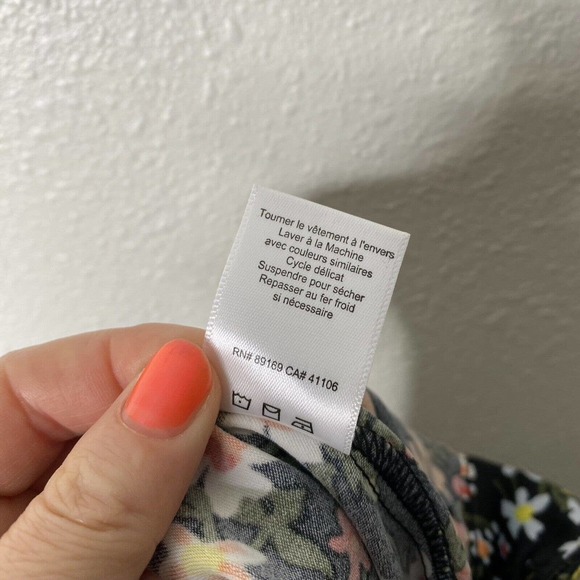 Tourner le vêtement à l'envers
Laver à la Machine
avec couleurs similaires
Cycle délicat
Suspendre pour sécher
Repasser au fer froid
si nécessaire
RN# 89169 CA# 41106